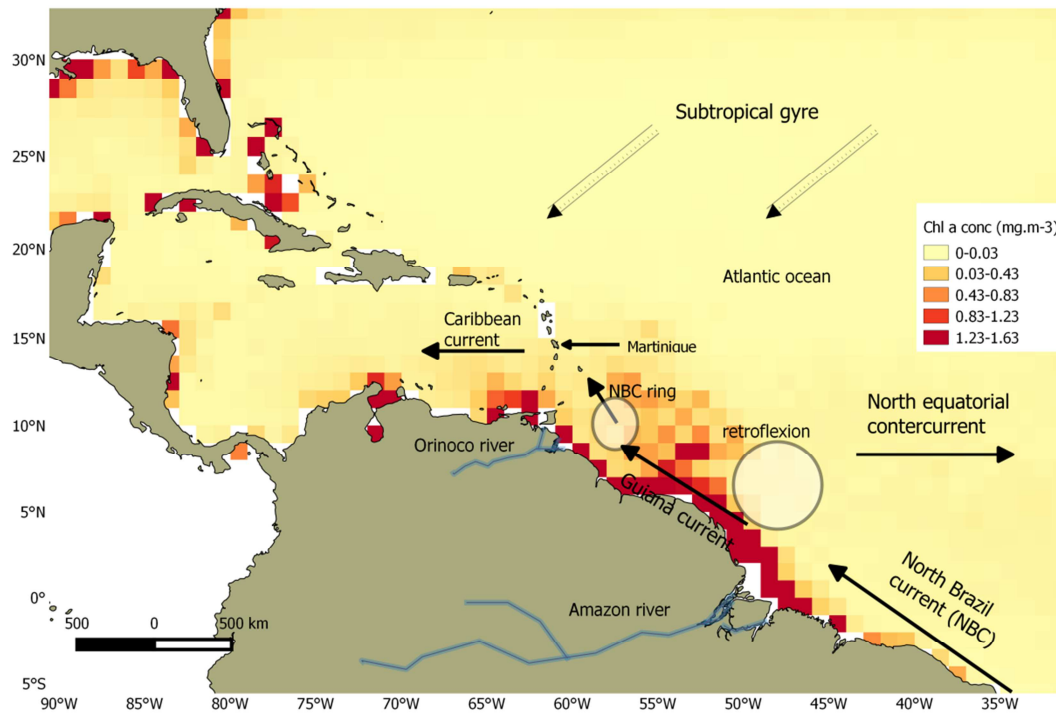 30°N
25°N
20°N
15°N
10°N
5°N
0°
5°S
90°W
85°W
80°W
75°W
70°W
65°W
60°W
55°W
50°W
45°W
40°W
35°W
Subtropical gyre
Chl a conc (mg.m-3)
0-0.03
0.03-0.43
0.43-0.83
0.83-1.23
1.23-1.63
Atlantic ocean
Caribbean
current
Martinique
NBC ring
North equatorial
contercurrent
retroflexion
Orinoco river
Guiana current
North Brazil
current (NBC)
Amazon river
500
0
500 km